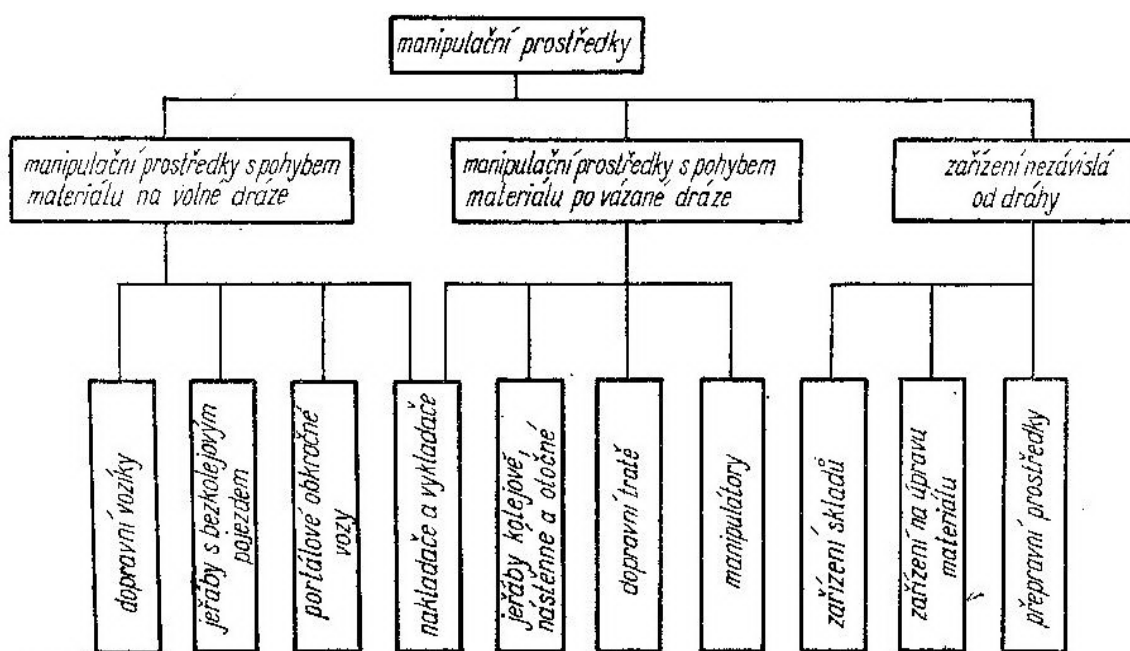 manipulační prostředky
manipulační prostředky s pohybem
materiálu na volné dráze
manipulační prostředky s pohybem
materiálu po vázané dráze
zařízení nezávislá
od dráhy
dopravní vozíky
jeřáby s bezkolejovým
pojezdem
portálové obkročné
vozy
nakladače a vykladače
jeřáby kolejové,
nástěnné a otočné
dopravní tratě
manipulátory
zařízení skladů
zařízení na úpravu
materiálu
přepravní prostředky